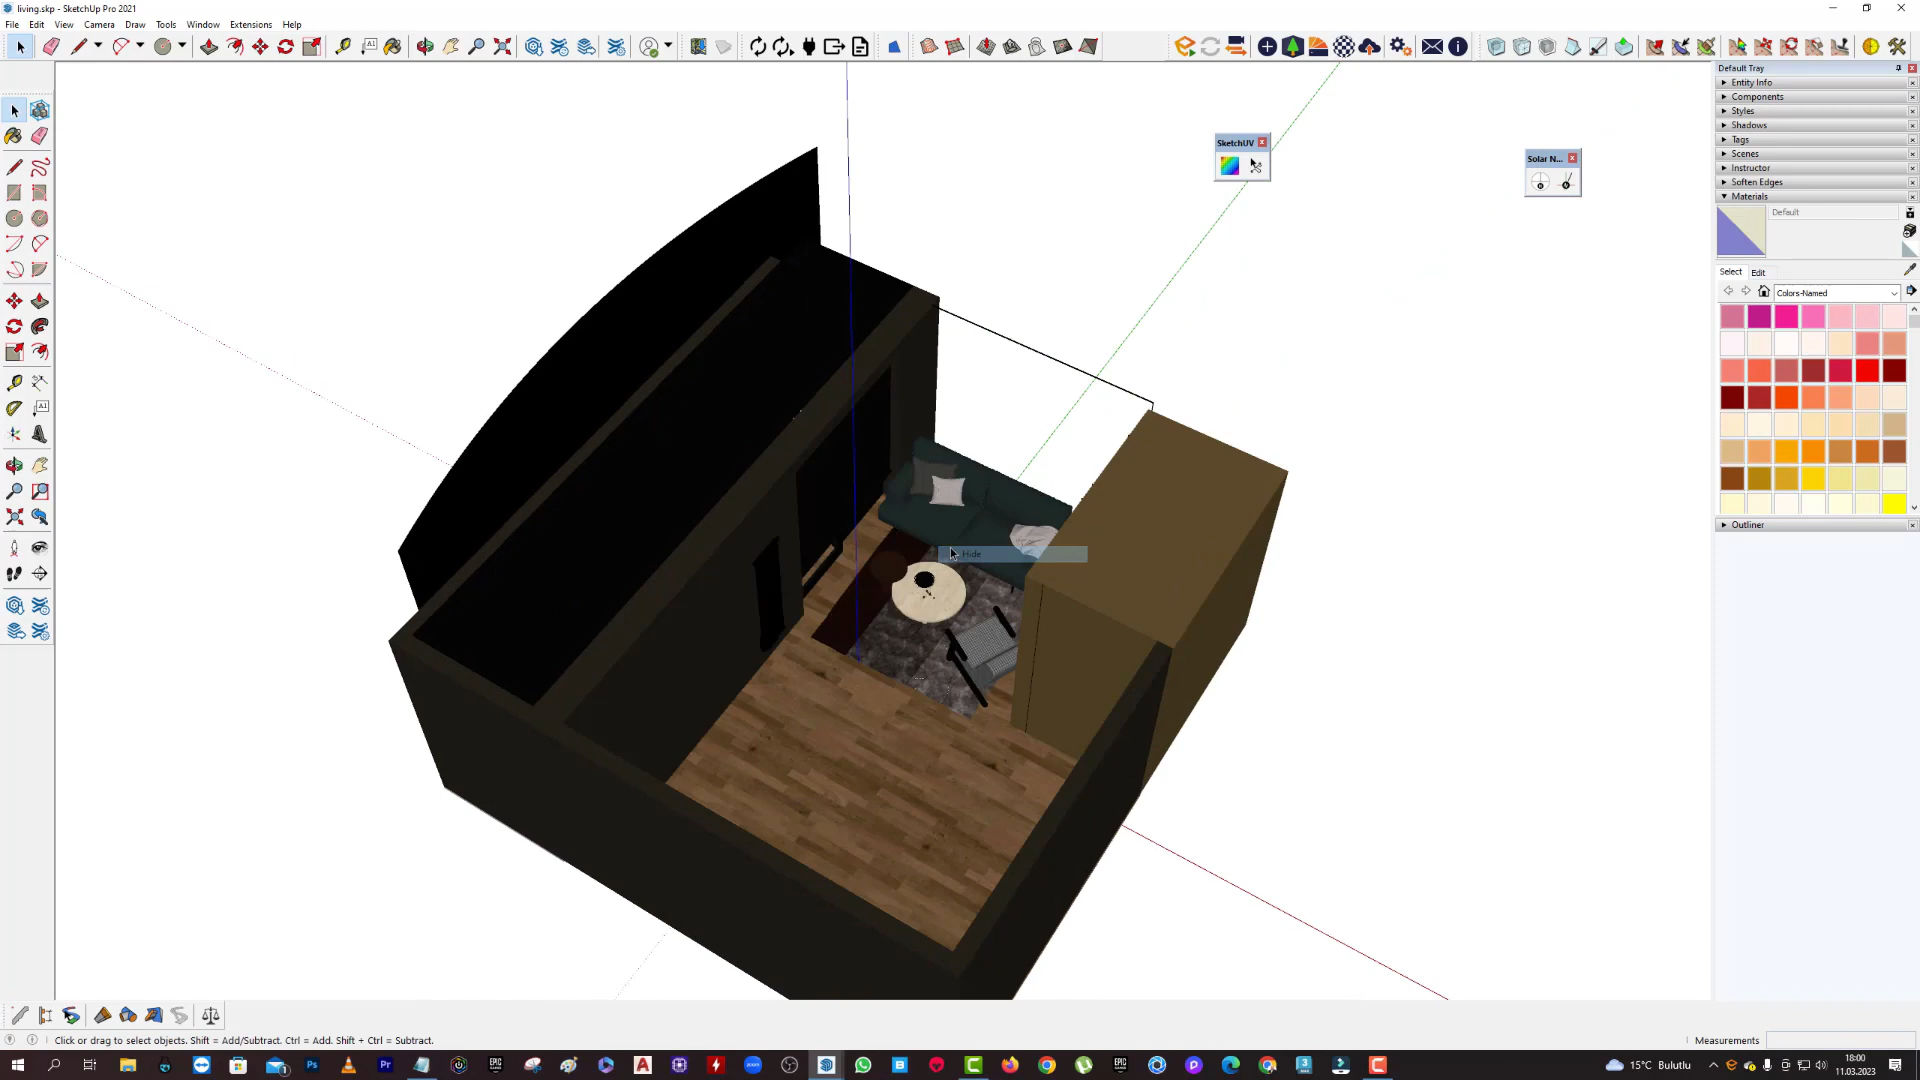 living.skp - SketchUp Pro 2021
File Edit View Camera Draw Tools Window Extensions Help
Default Tray
Entity Info
Components
Styles
Shadows
Tags
Scenes
Instructor
Soften Edges
Materials
Default
Select Edit
Colors-Named
Outliner
SketchUV
Solar N...
Hide
Click or drag to select objects. Shift = Add/Subtract. Ctrl = Add. Shift + Ctrl = Subtract.
Measurements
15°C Bulutlu
18:00
11.03.2023